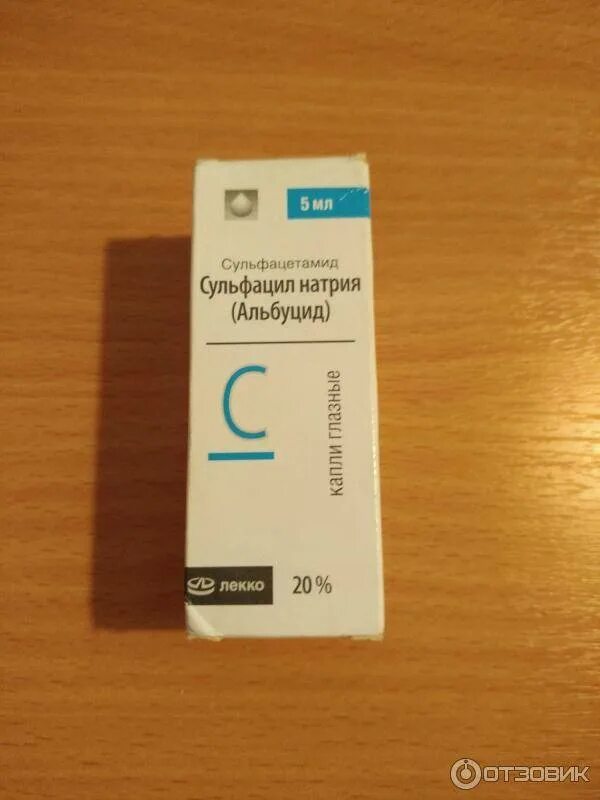 5 мл
Сульфацетамид
Сульфацил натрия
(Альбуцид)
С
капли глазные
лекко
20%
ОТЗОВИК